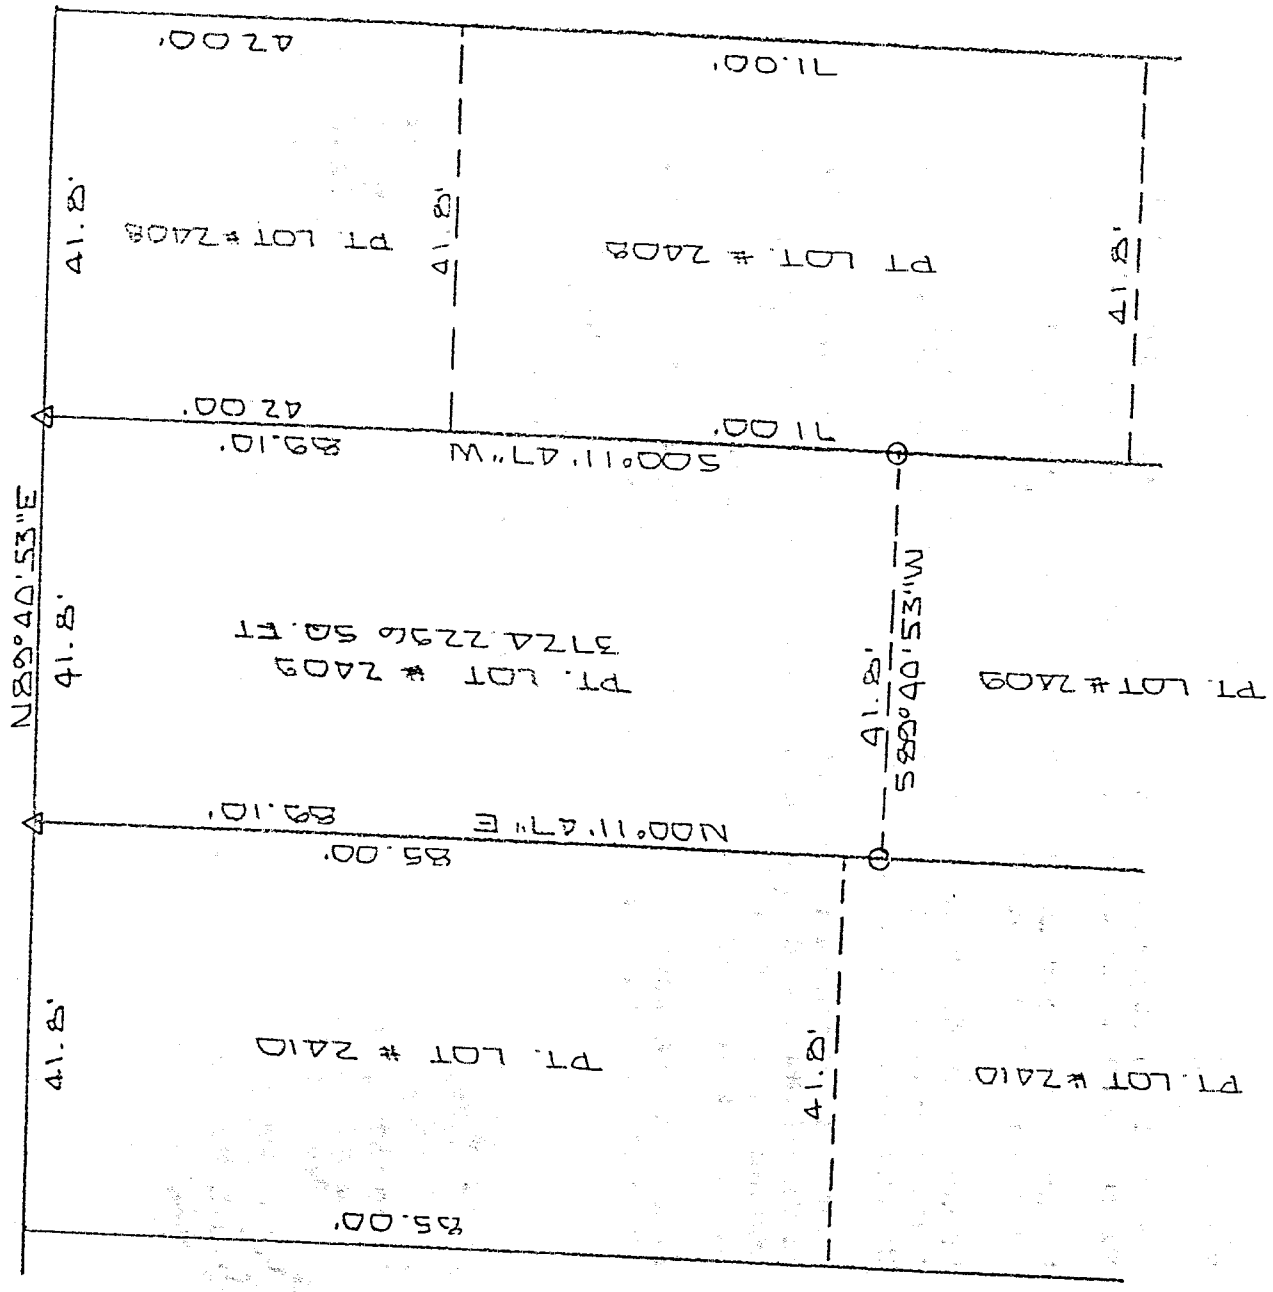 42.00'
71.00'
41.8'
PT. LOT # 2408
41.8'
PT LOT # 2408
41.8'
42.00'
71.00'
89.10'
S00°11'47"W
N89°40'53"E
41.8'
PT. LOT # 2409
3724.2296 SQ. FT
41.8'
S89°40'53"W
PT. LOT # 2409
89.10'
N00°11'47"E
85.00'
41.8'
PT. LOT # 2410
41.8'
PT. LOT # 2410
85.00'